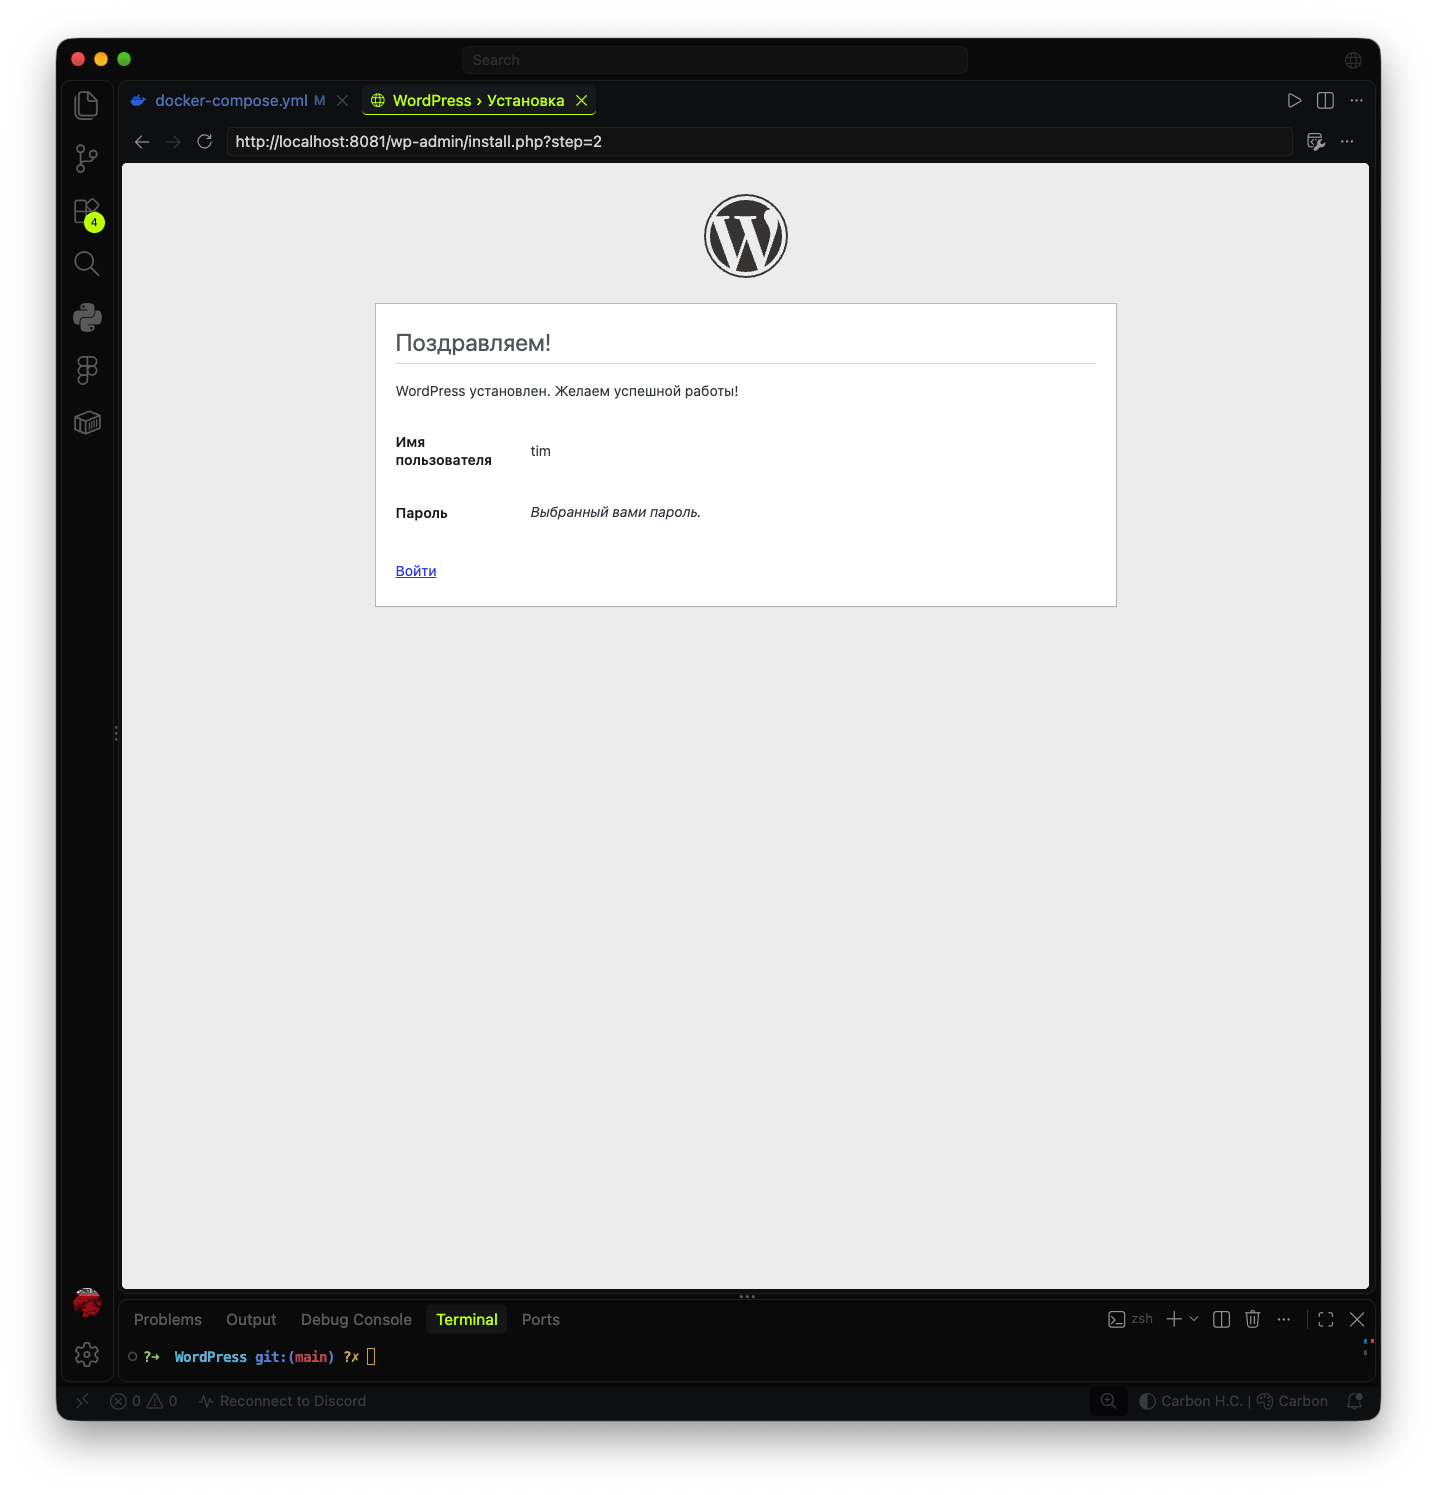 Search
docker-compose.yml M
WordPress › Установка
http://localhost:8081/wp-admin/install.php?step=2
4
Поздравляем!
WordPress установлен. Желаем успешной работы!
Имя
пользователя
tim
Пароль
Выбранный вами пароль.
Войти
Problems Output Debug Console Terminal Ports
zsh
?→ WordPress git:(main) ?✗
0 0 Reconnect to Discord
Carbon H.C. | Carbon